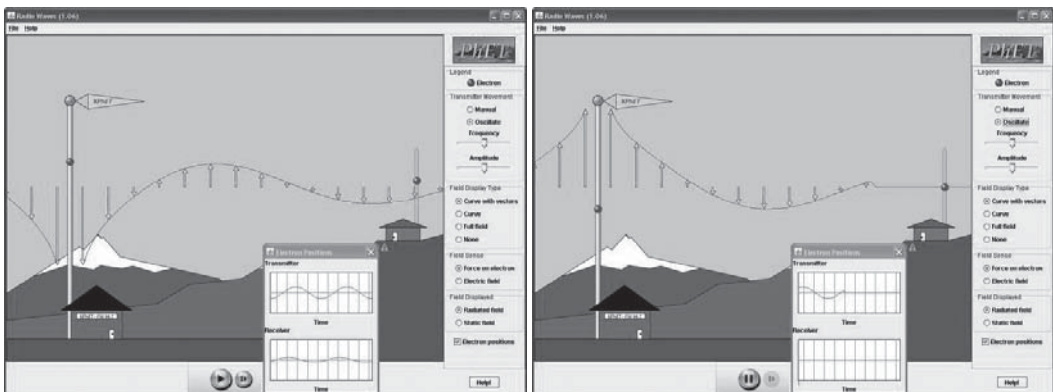 Radio Waves (1.06)
File Help
PhET
Legend
Electron
Transmitter Movement
Manual
Oscillate
Frequency
Amplitude
Field Display Type
Curve with vectors
Curve
Full field
None
Field Sense
Force on electron
Electric field
Field Displayed
Radiated field
Static field
Electron positions
Help!
KPhET
Electron Positions
Transmitter
Time
Receiver
Time
Radio Waves (1.06)
File Help
PhET
Legend
Electron
Transmitter Movement
Manual
Oscillate
Frequency
Amplitude
Field Display Type
Curve with vectors
Curve
Full field
None
Field Sense
Force on electron
Electric field
Field Displayed
Radiated field
Static field
Electron positions
Help!
KPhET
Electron Positions
Transmitter
Time
Receiver
Time